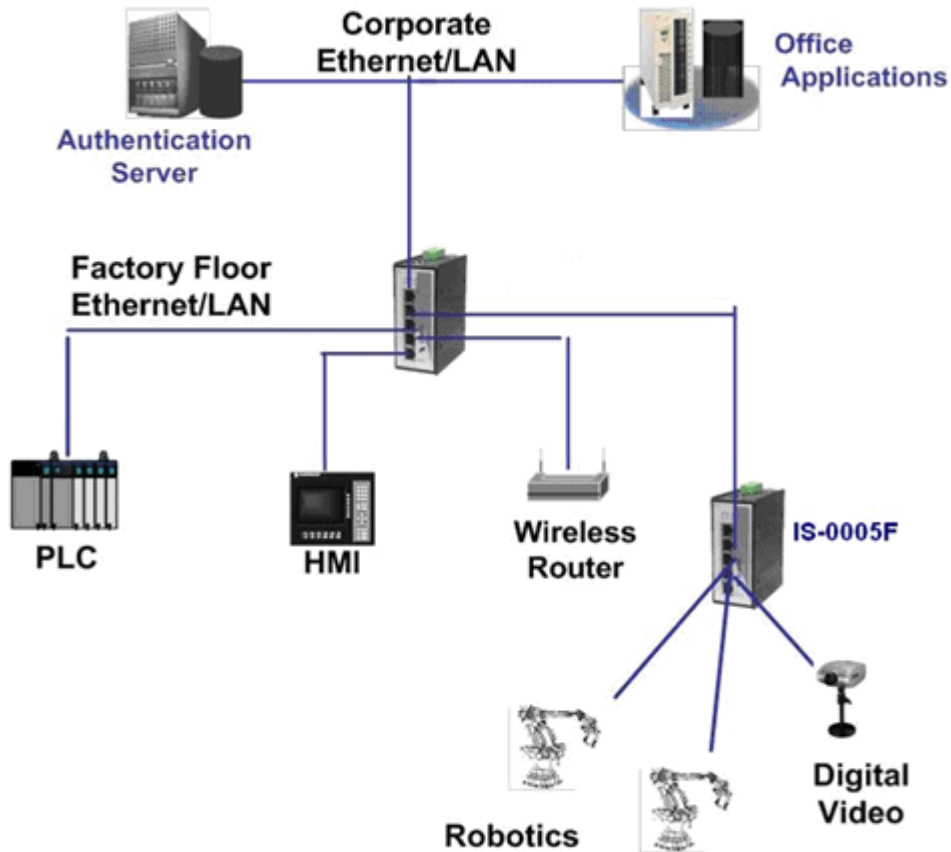 Corporate
Ethernet/LAN
Office
Applications
Authentication
Server
Factory Floor
Ethernet/LAN
PLC
HMI
Wireless
Router
IS-0005F
Digital
Video
Robotics